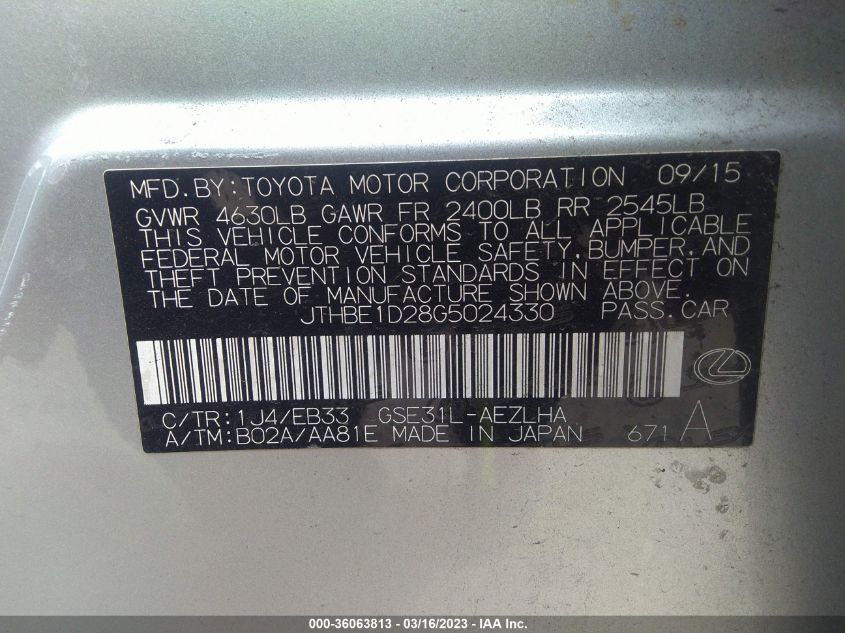 MFD.BY:TOYOTA MOTOR CORPORATION 09/15
GVWR 4630LB GAWR FR 2400LB RR 2545LB
THIS VEHICLE CONFORMS TO ALL APPLICABLE
FEDERAL MOTOR VEHICLE SAFETY,BUMPER,AND
THEFT PREVENTION STANDARDS IN EFFECT ON
THE DATE OF MANUFACTURE SHOWN ABOVE.
JTHBE1D28G5024330 PASS.CAR
C/TR:1J4/EB33 GSE31L-AEZLHA
A/TM:B02A/AA81E MADE IN JAPAN 671 A
000-36063813 - 03/16/2023 - IAA Inc.